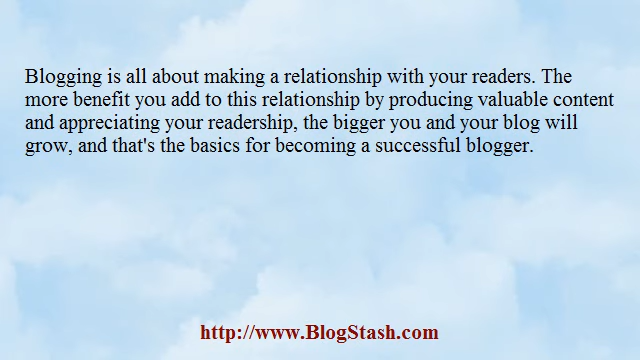 Blogging is all about making a relationship with your readers. The
more benefit you add to this relationship by producing valuable content
and appreciating your readership, the bigger you and your blog will
grow, and that's the basics for becoming a successful blogger.
http://www.BlogStash.com